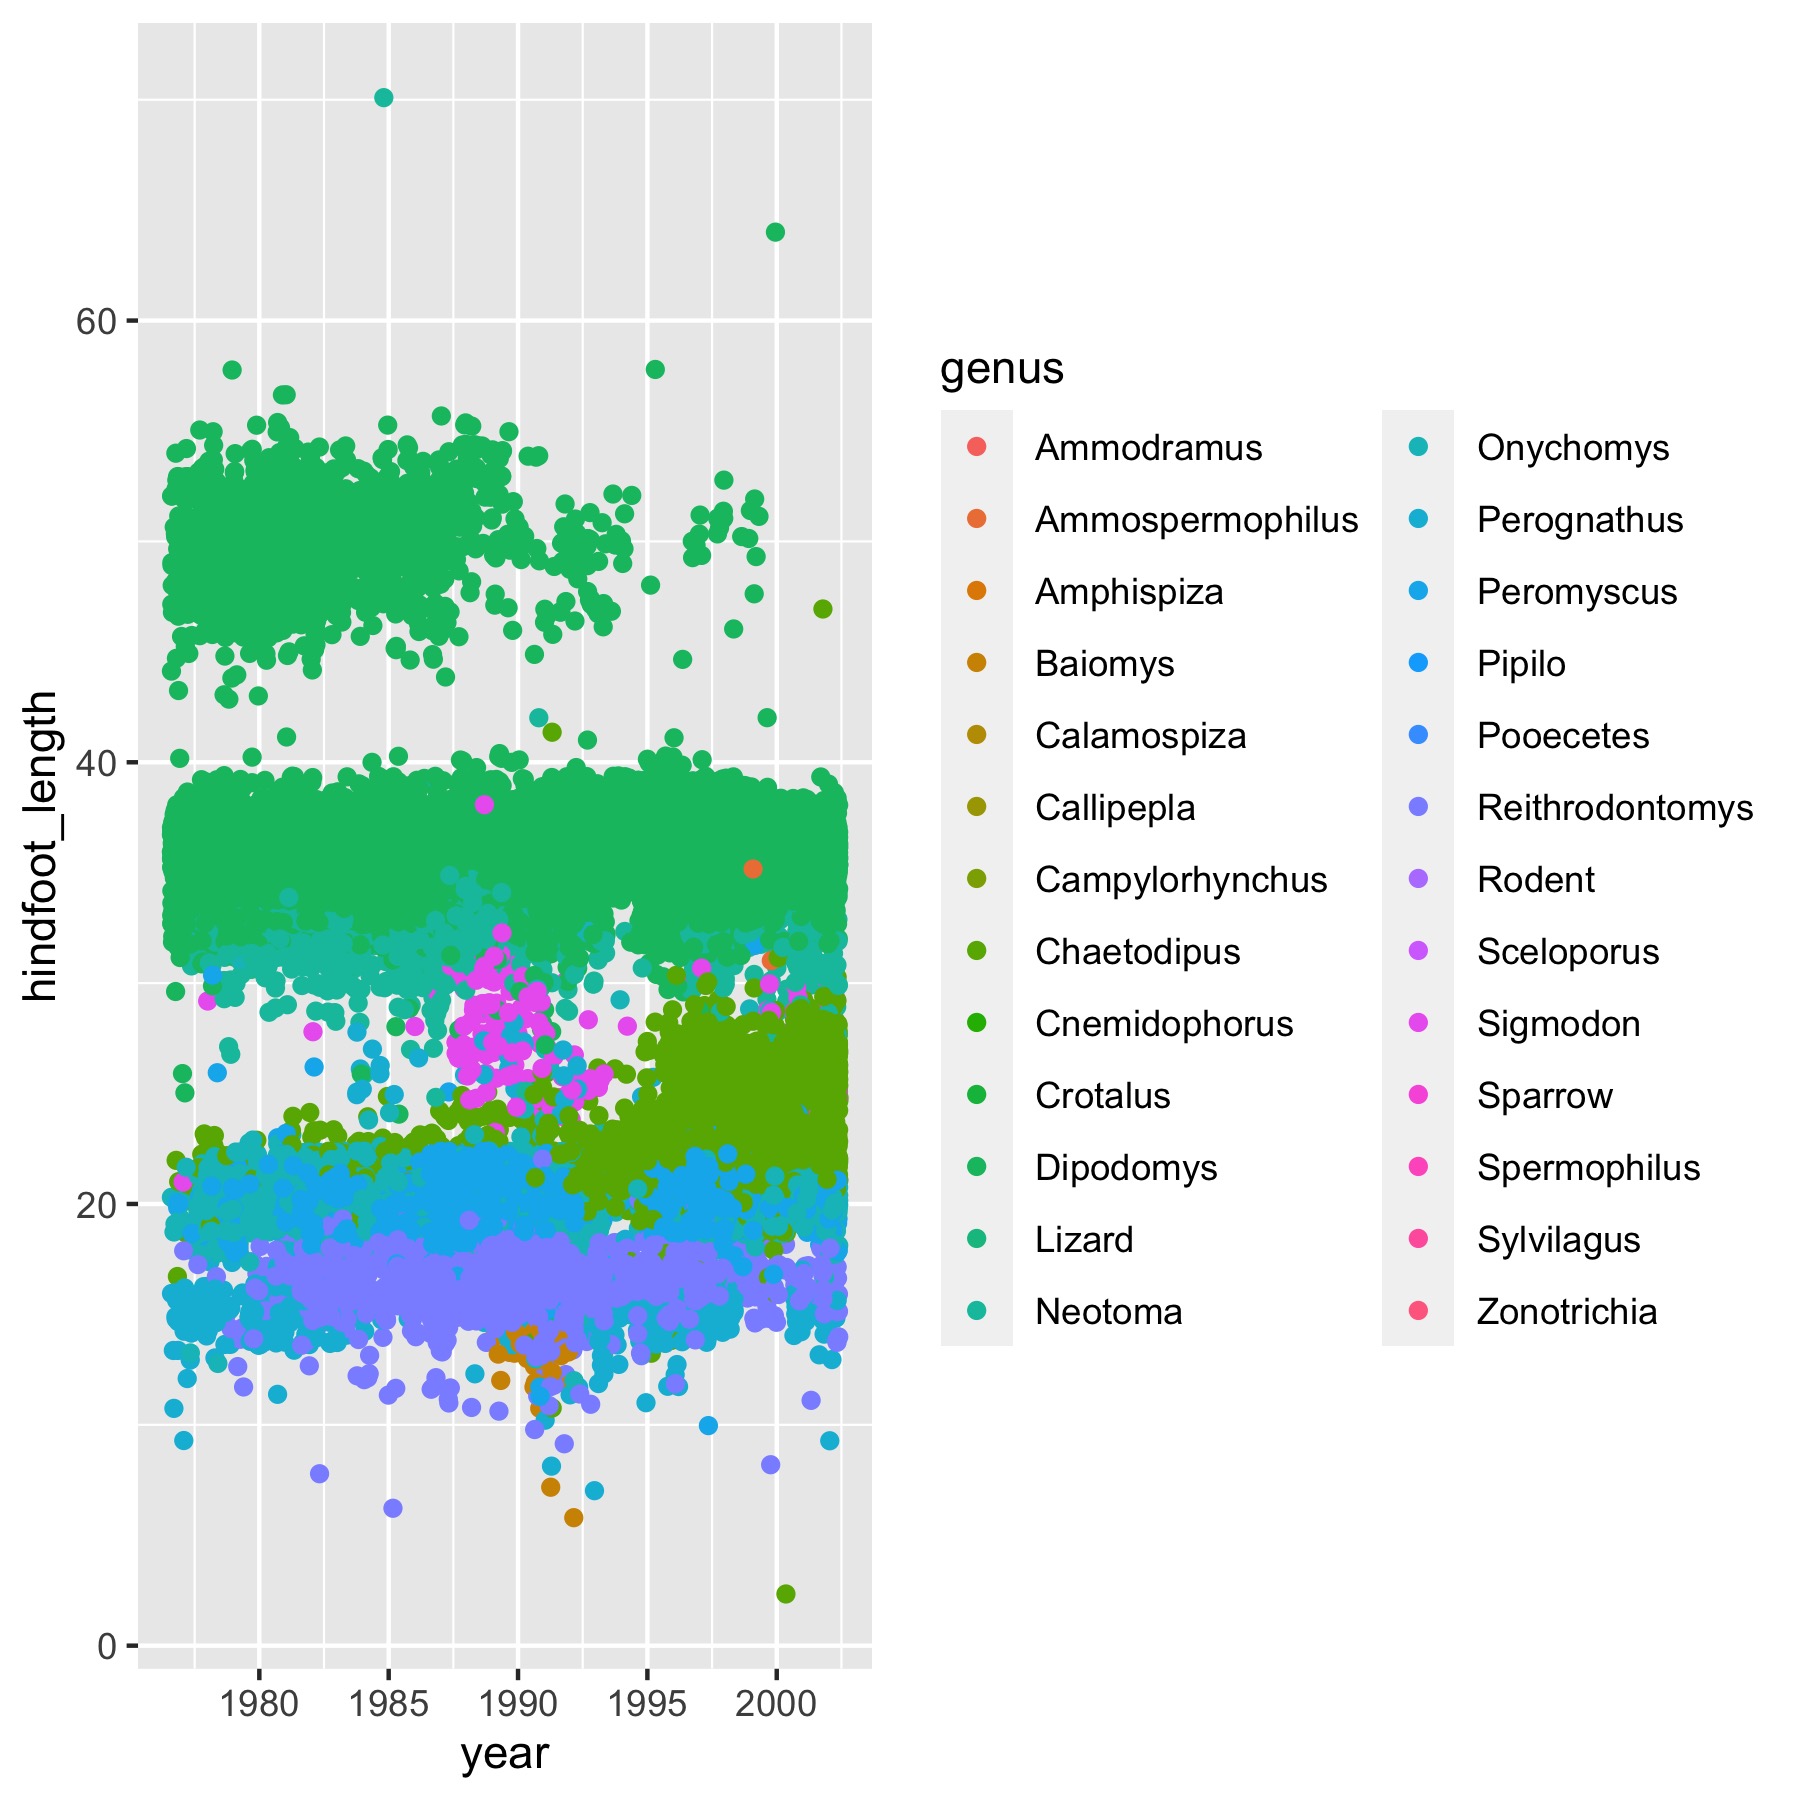 hindfoot_length
60
40
20
0
1980 1985 1990 1995 2000
year
genus
Ammodramus
Ammospermophilus
Amphispiza
Baiomys
Calamospiza
Callipepla
Campylorhynchus
Chaetodipus
Cnemidophorus
Crotalus
Dipodomys
Lizard
Neotoma
Onychomys
Perognathus
Peromyscus
Pipilo
Pooecetes
Reithrodontomys
Rodent
Sceloporus
Sigmodon
Sparrow
Spermophilus
Sylvilagus
Zonotrichia